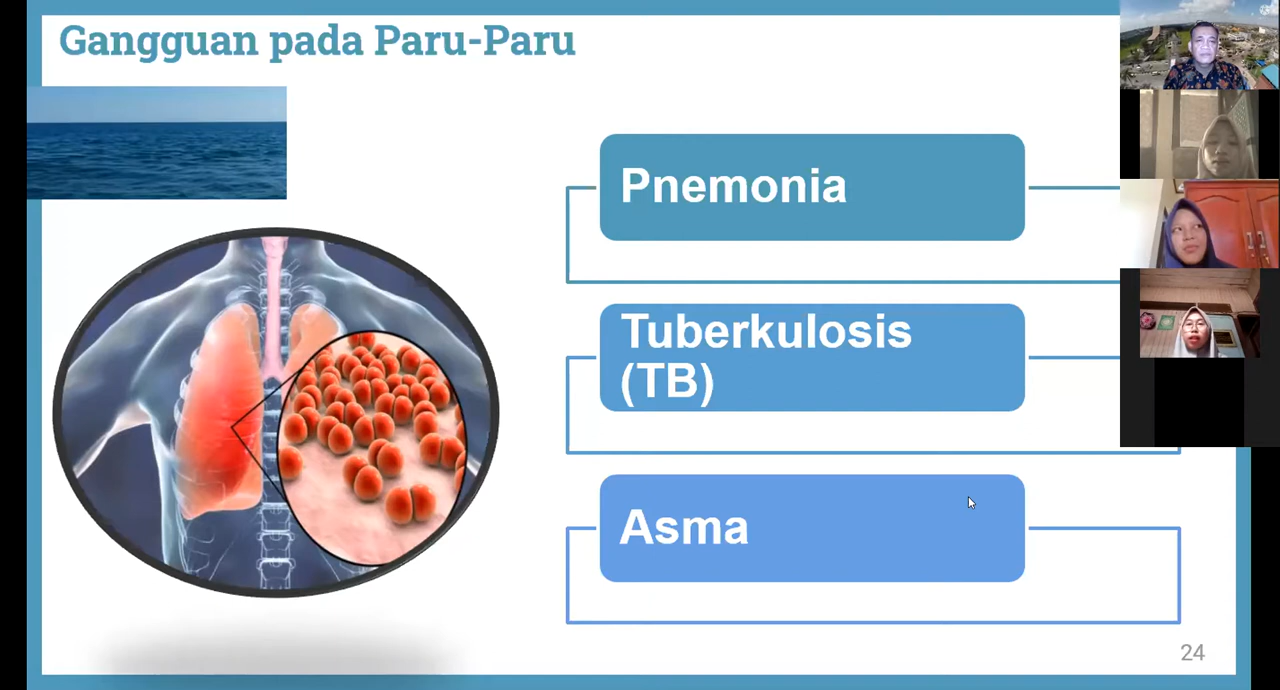 Gangguan pada Paru-Paru
Pnemonia
Tuberkulosis
(TB)
Asma
24